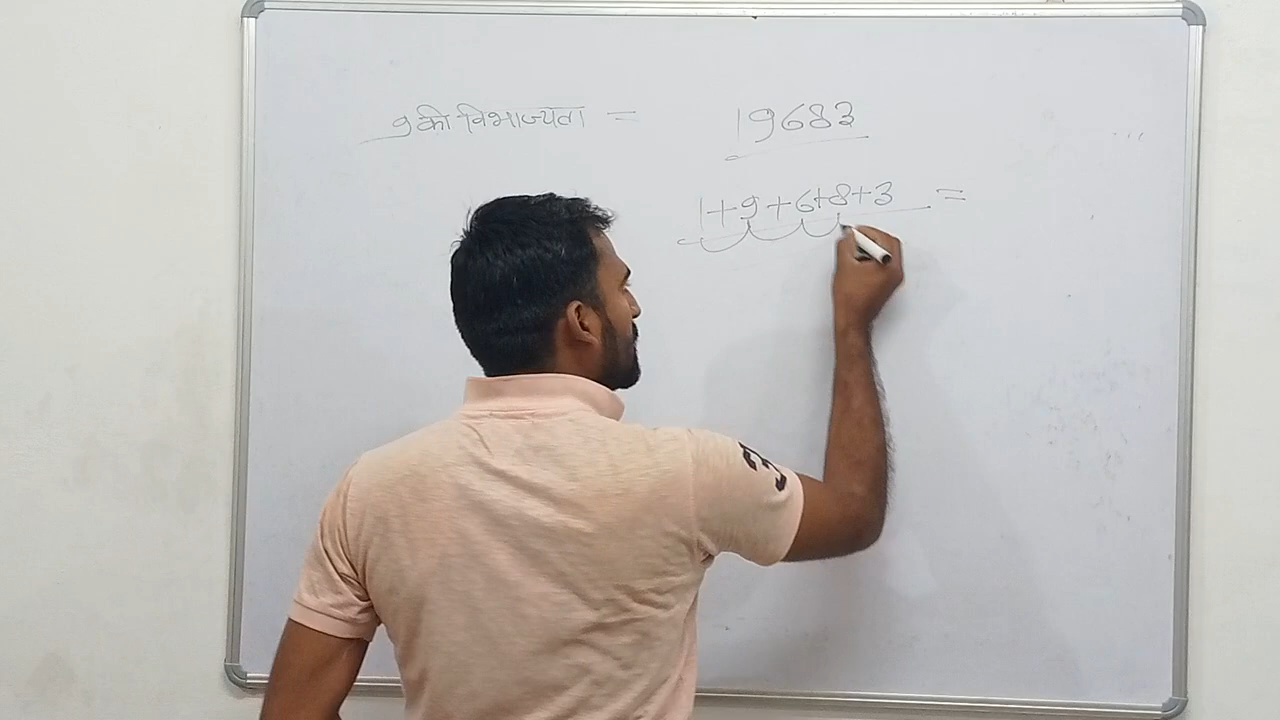 9 की विभाज्यता = 19683
1+9+6+8+3 =